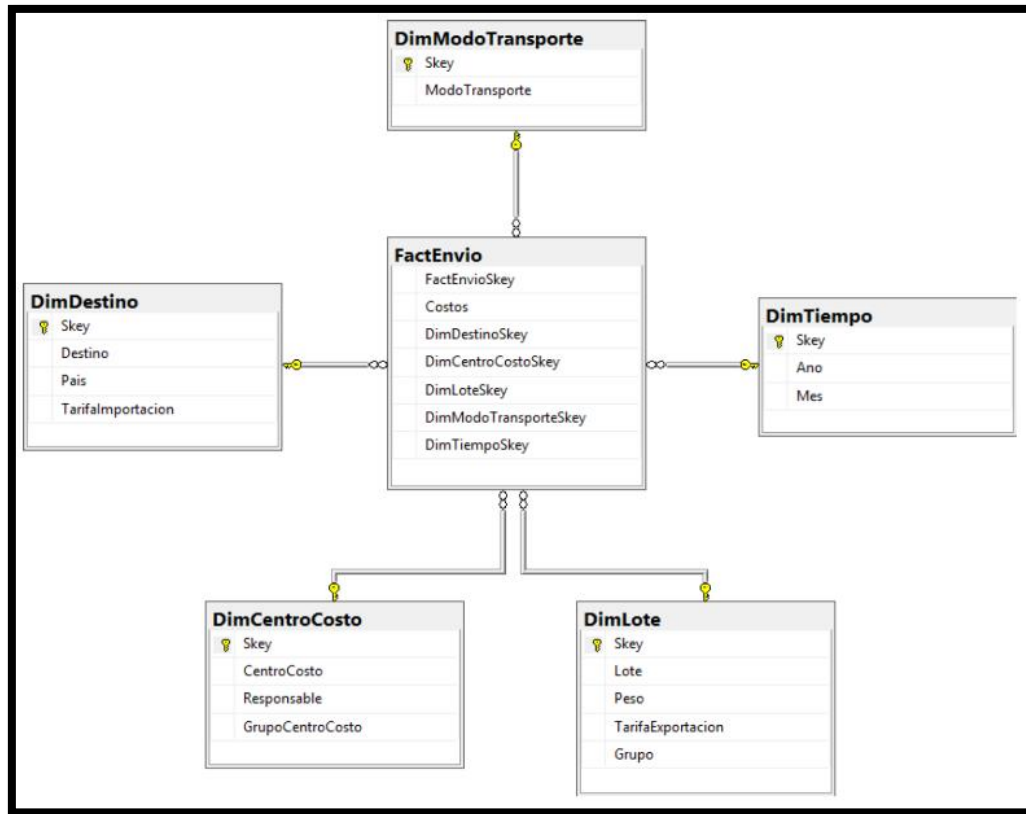 DimModoTransporte
Skey
ModoTransporte
FactEnvio
FactEnvioSkey
Costos
DimDestinoSkey
DimCentroCostoSkey
DimLoteSkey
DimModoTransporteSkey
DimTiempoSkey
DimDestino
Skey
Destino
Pais
TarifaImportacion
DimTiempo
Skey
Ano
Mes
DimCentroCosto
Skey
CentroCosto
Responsable
GrupoCentroCosto
DimLote
Skey
Lote
Peso
TarifaExportacion
Grupo